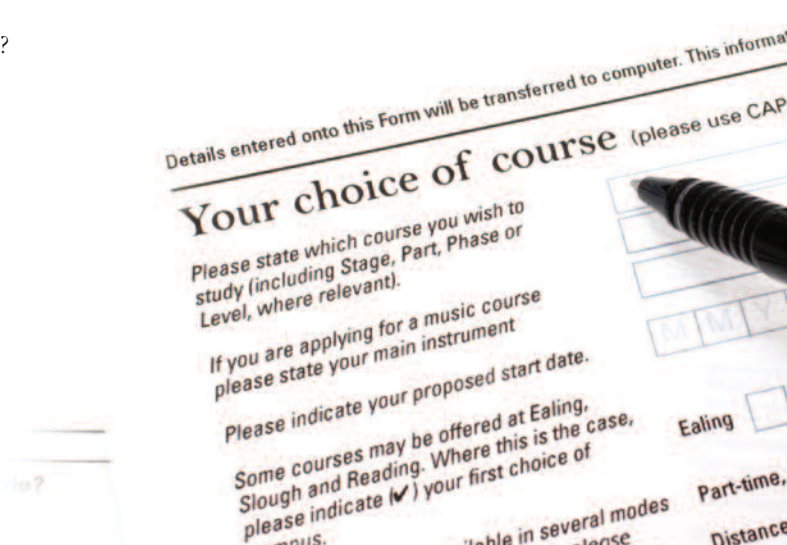 ?
Details entered onto this Form will be transferred to computer. This informa
Your choice of course (please use CAP
Please state which course you wish to
study (including Stage, Part, Phase or
Level, where relevant).
If you are applying for a music course
please state your main instrument
Please indicate your proposed start date.
M M Y
Some courses may be offered at Ealing,
Slough and Reading. Where this is the case,
please indicate (✔) your first choice of
Ealing
in several modes
please
Part-time,
Distance